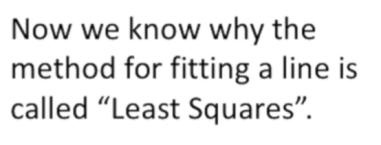 Now we know why the
method for fitting a line is
called “Least Squares”.